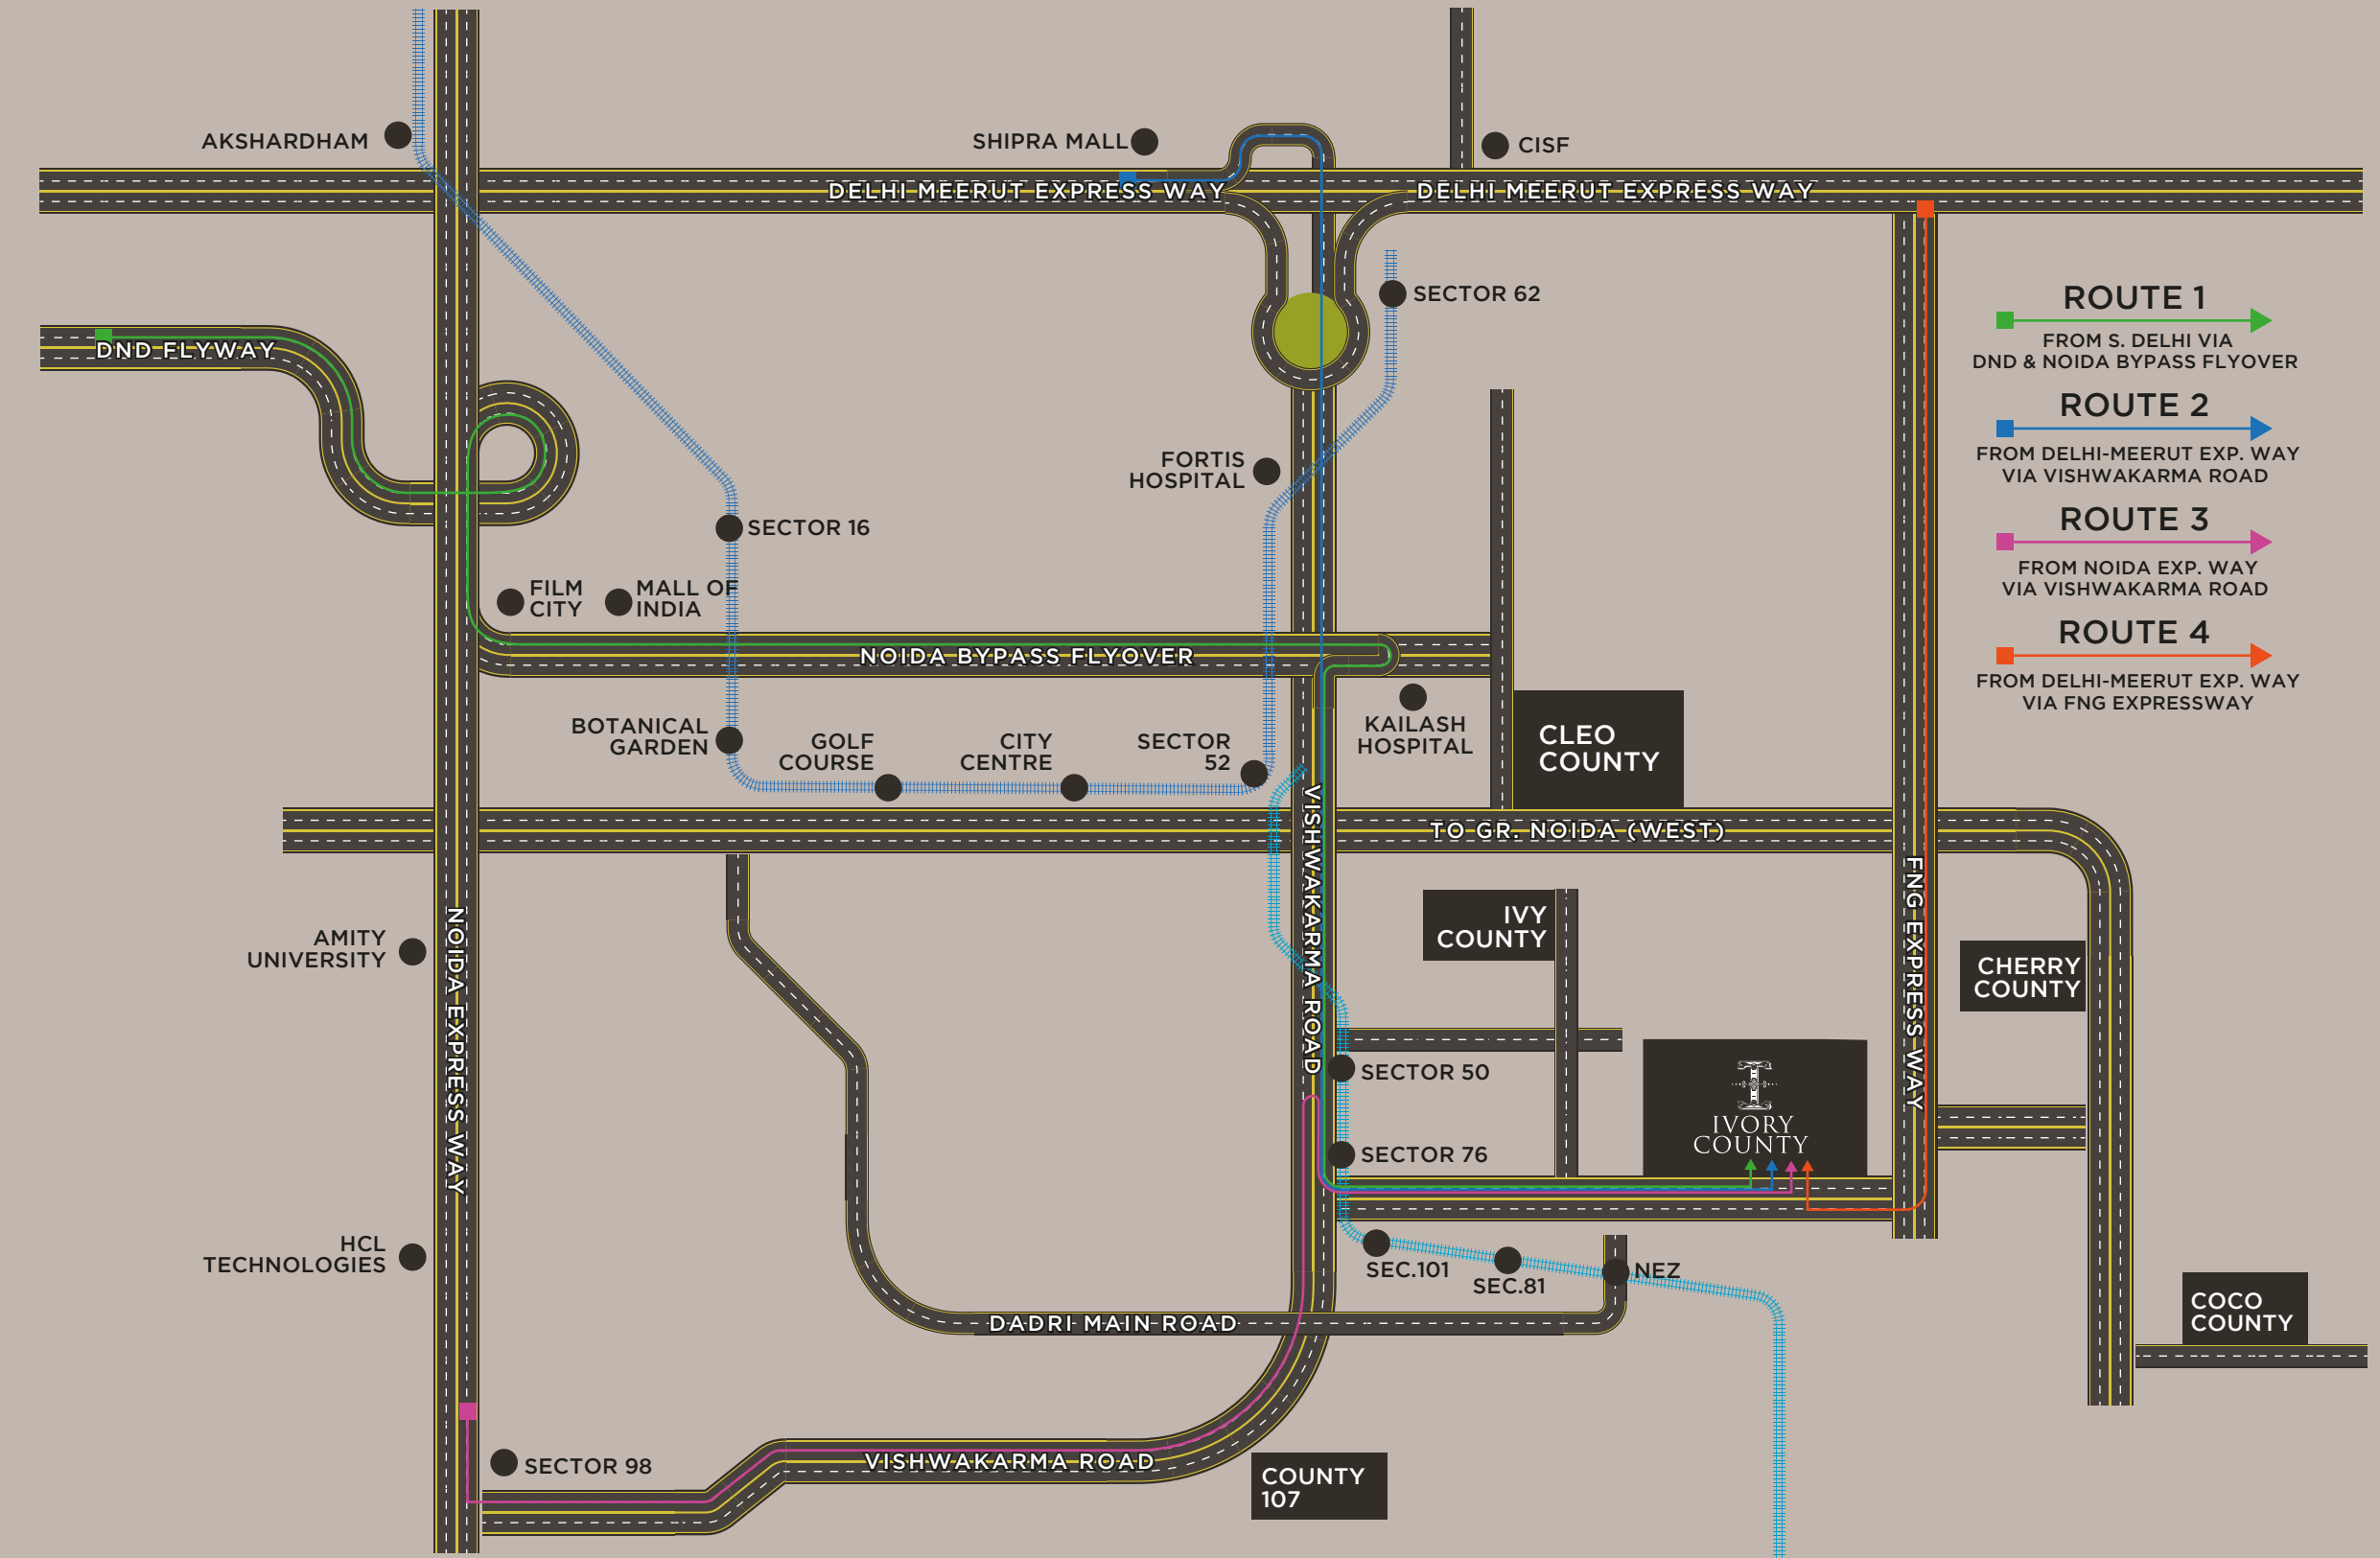 AKSHARDHAM
SHIPRA MALL
CISF
DELHI MEERUT EXPRESS WAY
DELHI MEERUT EXPRESS WAY
SECTOR 62
DND FLYWAY
ROUTE 1
FROM S. DELHI VIA
DND & NOIDA BYPASS FLYOVER
ROUTE 2
FROM DELHI-MEERUT EXP. WAY
VIA VISHWAKARMA ROAD
ROUTE 3
FROM NOIDA EXP. WAY
VIA VISHWAKARMA ROAD
ROUTE 4
FROM DELHI-MEERUT EXP. WAY
VIA FNG EXPRESSWAY
FORTIS
HOSPITAL
SECTOR 16
FILM
CITY
MALL OF
INDIA
NOIDA BYPASS FLYOVER
BOTANICAL
GARDEN
GOLF
COURSE
CITY
CENTRE
SECTOR
52
KAILASH
HOSPITAL
CLEO
COUNTY
TO GR. NOIDA (WEST)
VISHWAKARMA ROAD
FNG EXPRESS WAY
NOIDA EXPRESS WAY
AMITY
UNIVERSITY
IVY
COUNTY
CHERRY
COUNTY
SECTOR 50
IVORY
COUNTY
SECTOR 76
HCL
TECHNOLOGIES
SEC.101
SEC.81
NEZ
COCO
COUNTY
DADRI MAIN ROAD
SECTOR 98
VISHWAKARMA ROAD
COUNTY
107